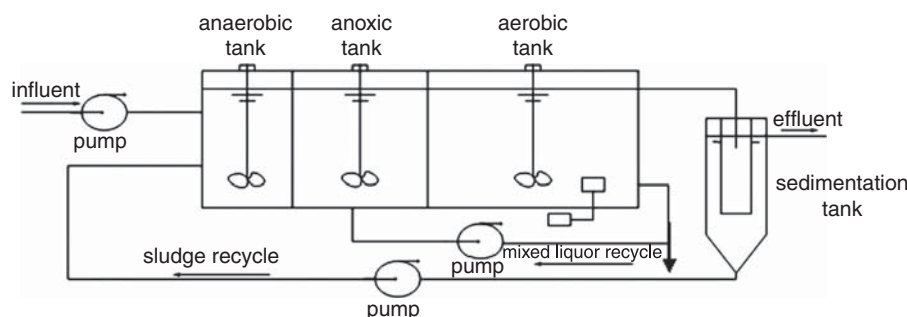 anaerobic
tank
anoxic
tank
aerobic
tank
influent
pump
effluent
sedimentation
tank
pump
mixed liquor recycle
sludge recycle
pump